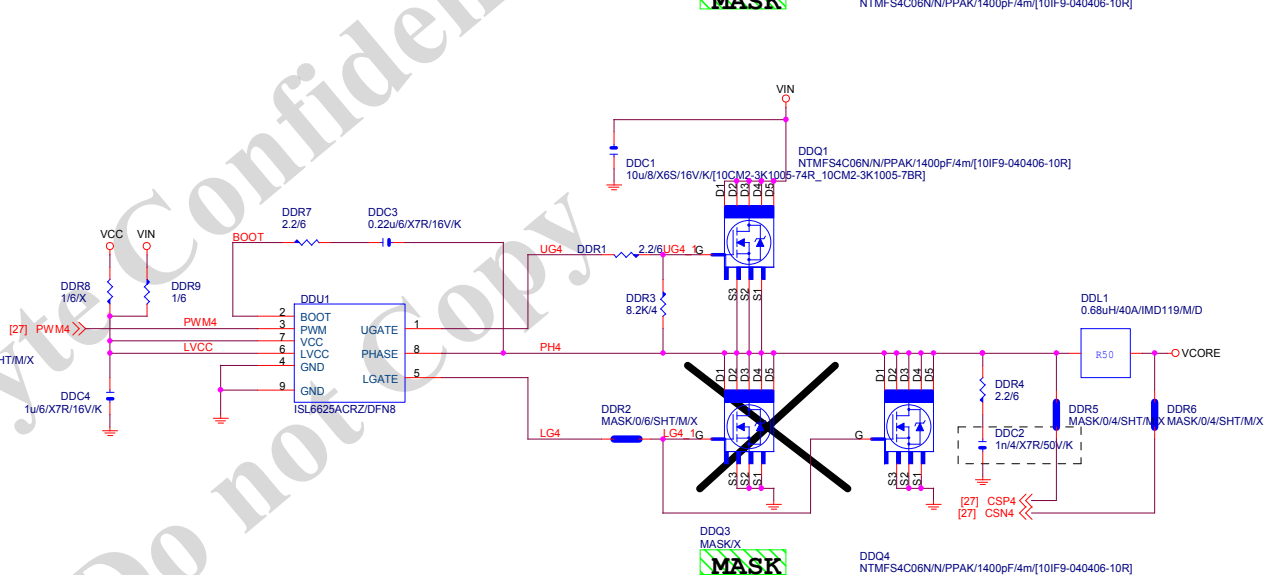 MASK
NTMFS4C06N/N/PPAK/1400pF/4m/[10IF9-040406-10R]
yte Confiden
Do not Copy
VIN
DDQ1
NTMFS4C06N/N/PPAK/1400pF/4m/[10IF9-040406-10R]
DDC1
10u/8/X6S/16V/K/[10CM2-3K1005-74R_10CM2-3K1005-7BR]
D1 D2 D3 D4 D5
DDR7
2.2/6
DDC3
0.22u/6/X7R/16V/K
VCC VIN
BOOT
UG4 DDR1 2.2/6 UG4_1 G
S3 S2 S1
DDR8
1/6/X
DDR9
1/6
DDU1
DDR3
8.2K/4
DDL1
0.68uH/40A/IMD119/M/D
[27] PWM4 PWM4
2 BOOT
3 PWM
7 VCC
6 LVCC
4 GND
9 GND
UGATE 1
PHASE 8
LGATE 5
ISL6625ACRZ/DFN8
LVCC
PH4
R50
VCORE
HT/M/X
D1 D2 D3 D4 D5
D1 D2 D3 D4 D5
DDC4
1u/6/X7R/16V/K
DDR2
MASK/0/6/SHT/M/X
LG4 LG4_1 G
G
DDR4
2.2/6
DDR5
MASK/0/4/SHT/M/X
DDR6
MASK/0/4/SHT/M/X
DDC2
1n/4/X7R/50V/K
S3 S2 S1
S3 S2 S1
[27] CSP4
[27] CSN4
DDQ3
MASK/X
MASK
DDQ4
NTMFS4C06N/N/PPAK/1400pF/4m/[10IF9-040406-10R]